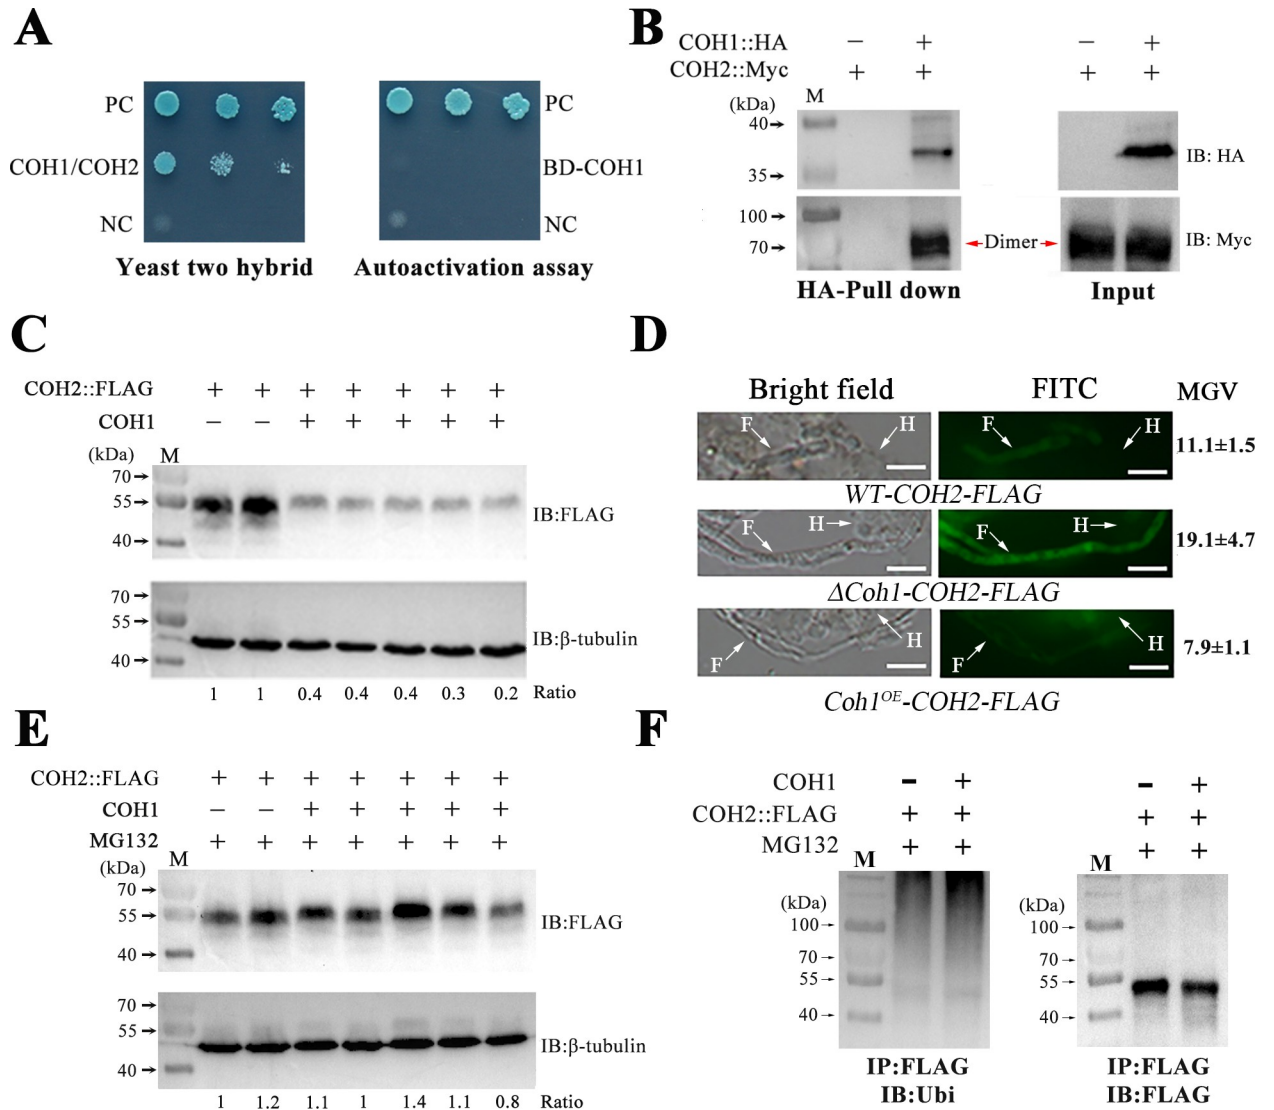 A
PC
PC
COH1/COH2
BD-COH1
NC
NC
Yeast two hybrid
Autoactivation assay
B
COH1::HA − + − +
COH2::Myc + + + +
(kDa) M
40
35
IB: HA
100
70
Dimer
IB: Myc
HA-Pull down
Input
C
COH2::FLAG + + + + + + +
COH1 − − + + + + +
(kDa) M
70
55
40
IB:FLAG
70
55
40
IB:β-tubulin
1 1 0.4 0.4 0.4 0.3 0.2 Ratio
D
Bright field FITC MGV
F H F H 11.1±1.5
WT-COH2-FLAG
F H F H 19.1±4.7
ΔCoh1-COH2-FLAG
F H F H 7.9±1.1
Coh1ᴼᴱ-COH2-FLAG
E
COH2::FLAG + + + + + + +
COH1 − − + + + + +
MG132 + + + + + + +
(kDa) M
70
55
40
IB:FLAG
70
55
40
IB:β-tubulin
1 1.2 1.1 1 1.4 1.1 0.8 Ratio
F
COH1 - + - +
COH2::FLAG + + + +
MG132 + + + +
M M
(kDa)
100
70
55
40
(kDa)
100
70
55
40
IP:FLAG
IB:Ubi
IP:FLAG
IB:FLAG